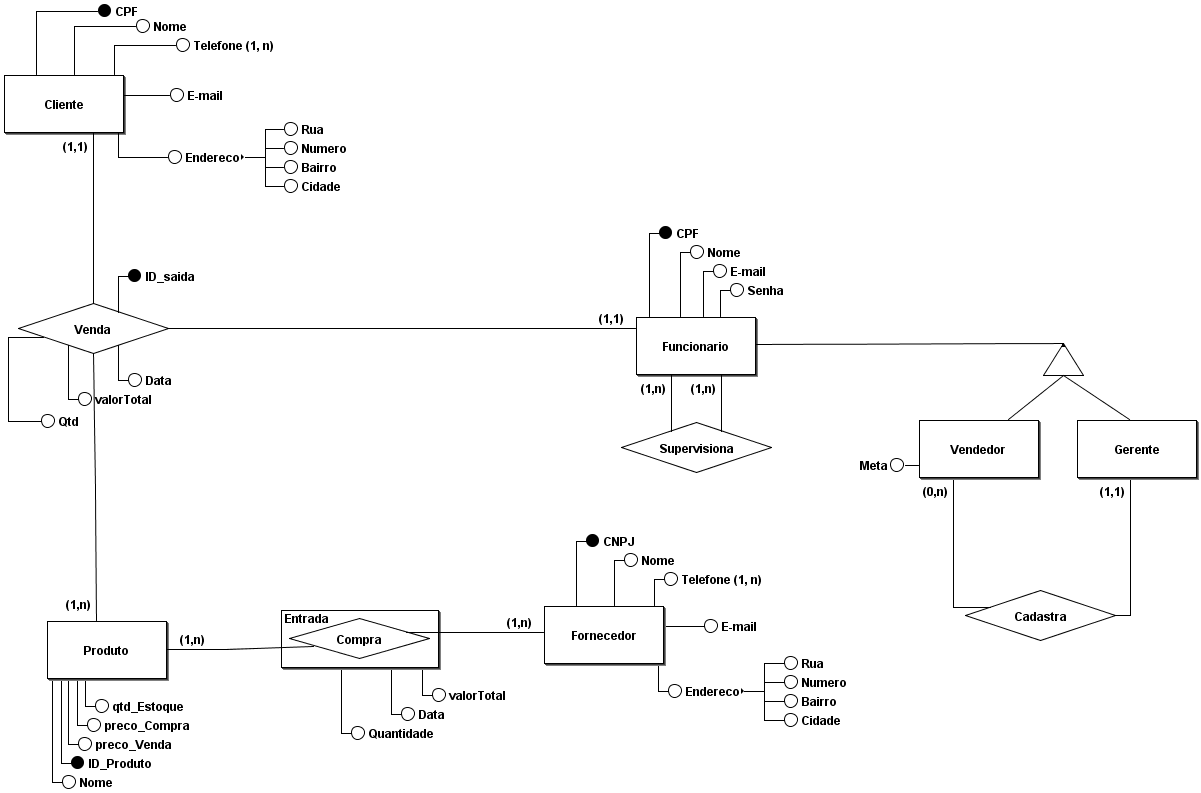 CPF
Nome
Telefone (1, n)
Cliente
E-mail
(1,1)
Endereco
Rua
Numero
Bairro
Cidade
CPF
Nome
E-mail
Senha
ID_saida
Venda
(1,1)
Funcionario
Data
valorTotal
Qtd
(1,n)
(1,n)
Supervisiona
Vendedor
Gerente
Meta
(0,n)
(1,1)
Cadastra
CNPJ
Nome
Telefone (1, n)
(1,n)
Entrada
(1,n)
Fornecedor
E-mail
Produto
(1,n)
Compra
Endereco
Rua
Numero
Bairro
Cidade
qtd_Estoque
preco_Compra
preco_Venda
ID_Produto
Nome
valorTotal
Data
Quantidade